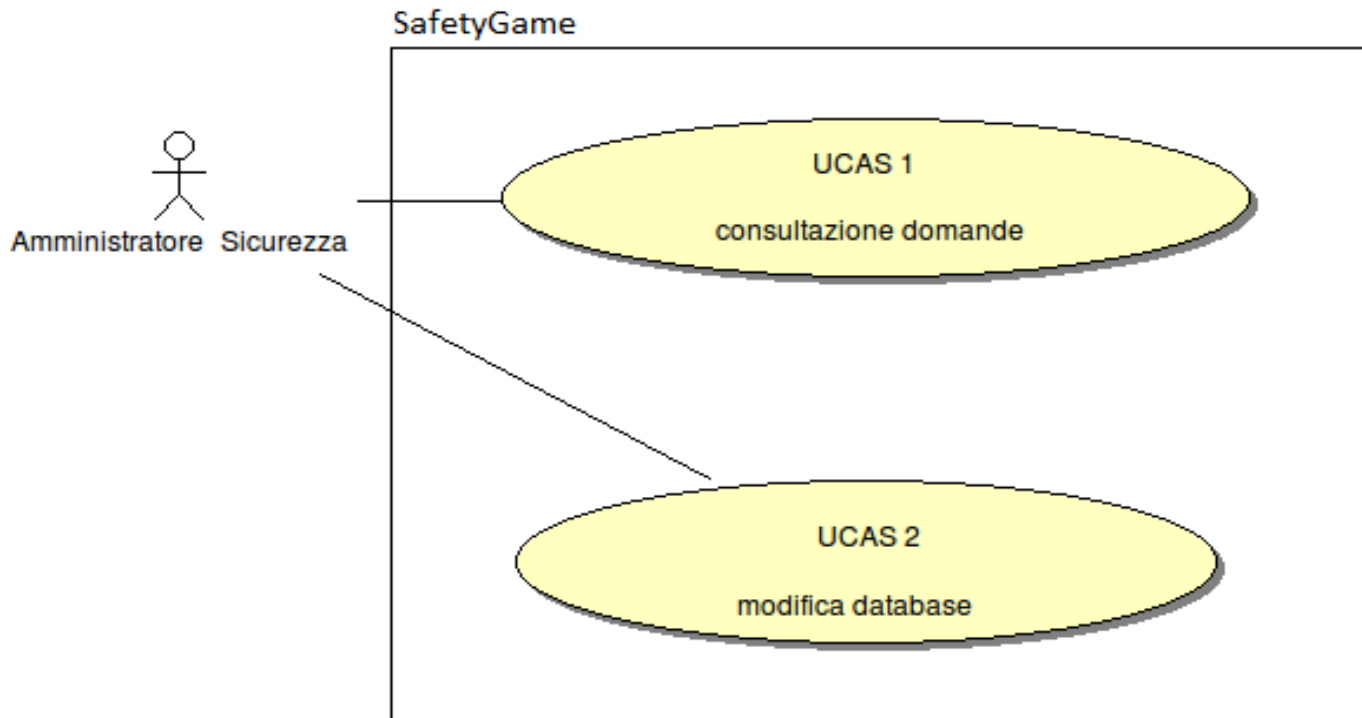 SafetyGame
UCAS 1
consultazione domande
Amministratore Sicurezza
UCAS 2
modifica database